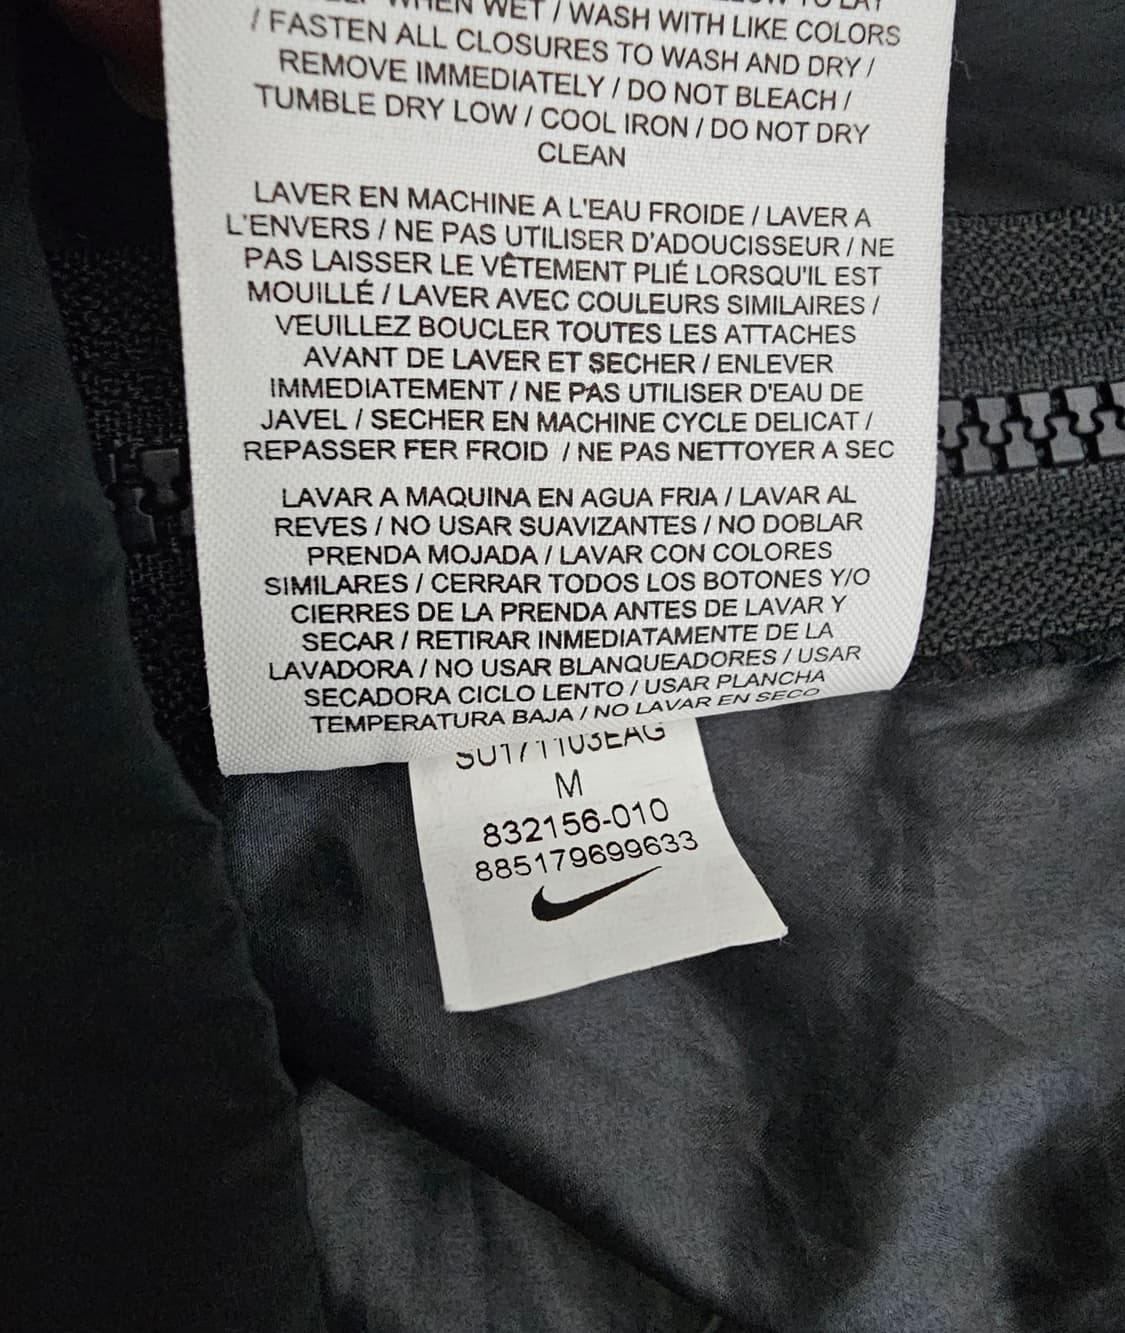 WHEN WET / WASH WITH LIKE COLORS
/ FASTEN ALL CLOSURES TO WASH AND DRY /
REMOVE IMMEDIATELY / DO NOT BLEACH /
TUMBLE DRY LOW / COOL IRON / DO NOT DRY
CLEAN
LAVER EN MACHINE A L'EAU FROIDE / LAVER A
L'ENVERS / NE PAS UTILISER D'ADOUCISSEUR / NE
PAS LAISSER LE VÊTEMENT PLIÉ LORSQU'IL EST
MOUILLÉ / LAVER AVEC COULEURS SIMILAIRES /
VEUILLEZ BOUCLER TOUTES LES ATTACHES
AVANT DE LAVER ET SECHER / ENLEVER
IMMEDIATEMENT / NE PAS UTILISER D'EAU DE
JAVEL / SECHER EN MACHINE CYCLE DELICAT /
REPASSER FER FROID / NE PAS NETTOYER A SEC
LAVAR A MAQUINA EN AGUA FRIA / LAVAR AL
REVES / NO USAR SUAVIZANTES / NO DOBLAR
PRENDA MOJADA / LAVAR CON COLORES
SIMILARES / CERRAR TODOS LOS BOTONES Y/O
CIERRES DE LA PRENDA ANTES DE LAVAR Y
SECAR / RETIRAR INMEDIATAMENTE DE LA
LAVADORA / NO USAR BLANQUEADORES / USAR
SECADORA CICLO LENTO / USAR PLANCHA
TEMPERATURA BAJA / NO LAVAR EN SECO
M
832156-010
885179699633